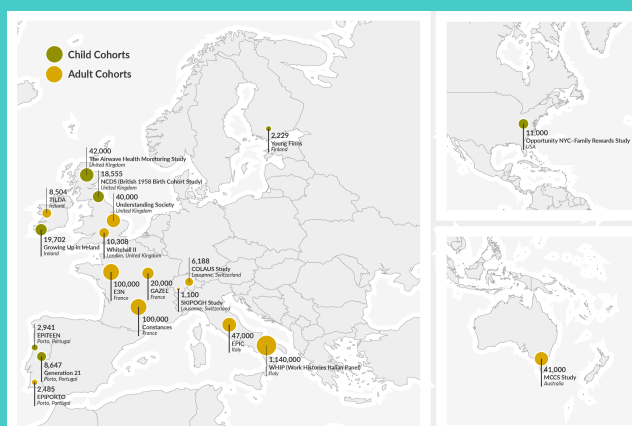 Child Cohorts
Adult Cohorts
2,229
Young Finns
Finland
42,000
The Airwave Health Monitoring Study
United Kingdom
18,555
NCDS (British 1958 Birth Cohort Study)
United Kingdom
8,504
TILDA
Ireland
40,000
Understanding Society
United Kingdom
19,702
Growing Up in Ireland
Ireland
10,308
Whitehall II
London, United Kingdom
6,188
COLAUS Study
Lausanne, Switzerland
100,000
E3N
France
20,000
GAZEL
France
1,100
SKIPOGH Study
Lausanne, Switzerland
100,000
Constances
France
2,941
EPITEEN
Porto, Portugal
47,000
EPIC
Italy
8,647
Generation 21
Porto, Portugal
1,140,000
WHIP (Work Histories Italian Panel)
Italy
2,485
EPIPORTO
Porto, Portugal
11,000
Opportunity NYC-Family Rewards Study
USA
41,000
MCCS Study
Australia